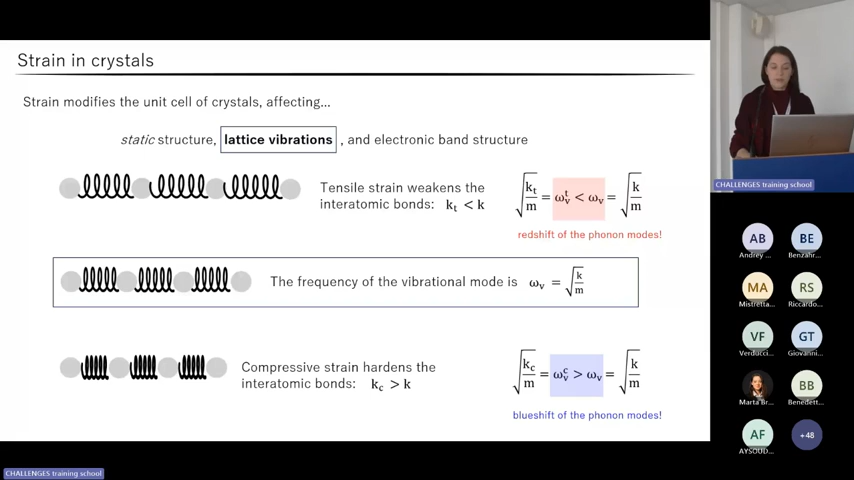 Strain in crystals
Strain modifies the unit cell of crystals, affecting...
static structure, lattice vibrations , and electronic band structure
Tensile strain weakens the
interatomic bonds: kt < k
√kt/m = ωvt < ωv = √k/m
redshift of the phonon modes!
The frequency of the vibrational mode is ωv = √k/m
Compressive strain hardens the
interatomic bonds: kc > k
√kc/m = ωvc > ωv = √k/m
blueshift of the phonon modes!
CHALLENGES training school
AB
BE
Andrey ...
Benzahr...
MA
RS
Mistretta...
Riccardo...
VF
GT
Verducci...
Giovanni...
BB
Marta Br...
Benedett...
AF
+48
AYSOUD...
CHALLENGES training school